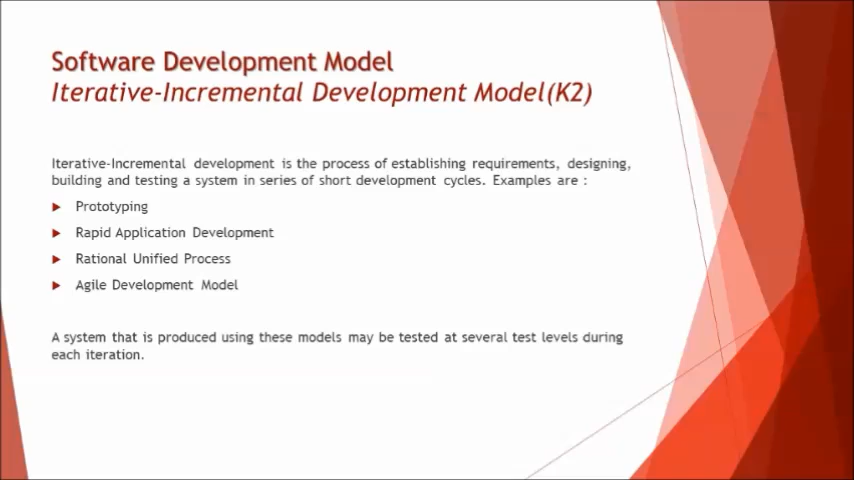 Software Development Model
Iterative-Incremental Development Model(K2)
Iterative-Incremental development is the process of establishing requirements, designing,
building and testing a system in series of short development cycles. Examples are :
Prototyping
Rapid Application Development
Rational Unified Process
Agile Development Model
A system that is produced using these models may be tested at several test levels during
each iteration.